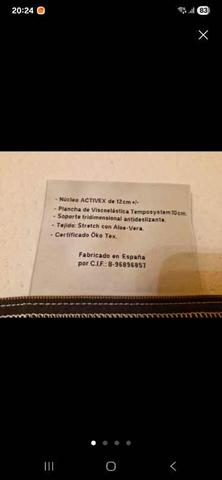 20:24
81
- Núcleo ACTIVEX de 12cm +/-
- Plancha de Viscoelástica Temposystem 10cm.
- Soporte tridimensional antideslizante.
- Tejido: Stretch con Aloe-Vera.
- Certificado Öko Tex.
Fabricado en España
por C.I.F.: B-96896857